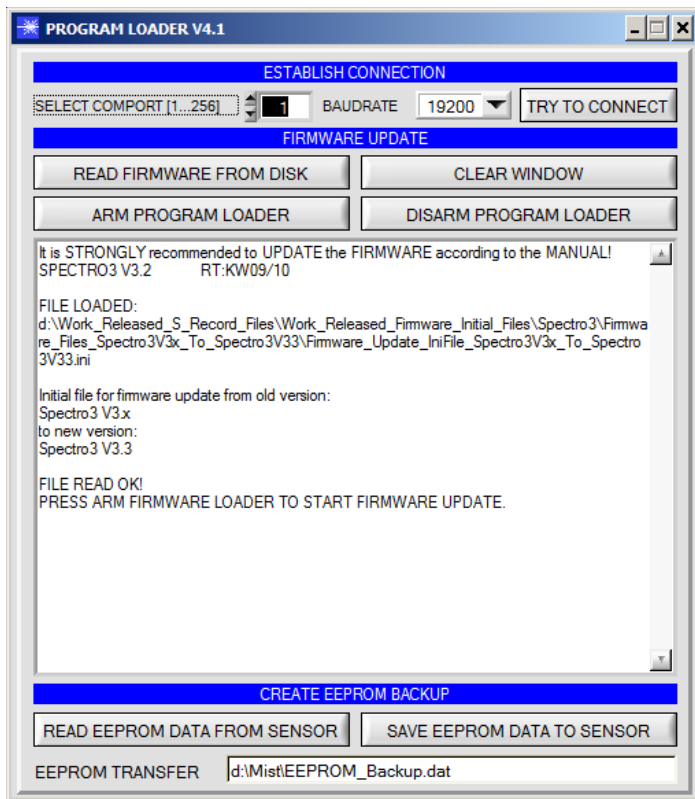 PROGRAM LOADER V4.1
ESTABLISH CONNECTION
SELECT COMPORT [1...256] 1 BAUDRATE 19200 TRY TO CONNECT
FIRMWARE UPDATE
READ FIRMWARE FROM DISK CLEAR WINDOW
ARM PROGRAM LOADER DISARM PROGRAM LOADER
It is STRONGLY recommended to UPDATE the FIRMWARE according to the MANUAL!
SPECTRO3 V3.2 RT:KW09/10
FILE LOADED:
d:\Work_Released_S_Record_Files\Work_Released_Firmware_Initial_Files\Spectro3\Firmwa
re_Files_Spectro3V3x_To_Spectro3V33\Firmware_Update_IniFile_Spectro3V3x_To_Spectro
3V33.ini
Initial file for firmware update from old version:
Spectro3 V3.x
to new version:
Spectro3 V3.3
FILE READ OK!
PRESS ARM FIRMWARE LOADER TO START FIRMWARE UPDATE.
CREATE EEPROM BACKUP
READ EEPROM DATA FROM SENSOR SAVE EEPROM DATA TO SENSOR
EEPROM TRANSFER d:\Mist\EEPROM_Backup.dat